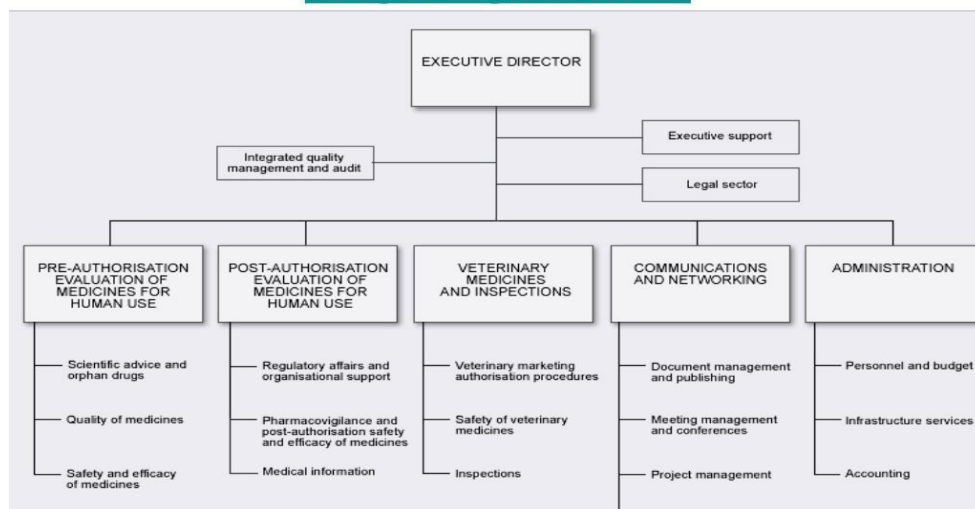 EXECUTIVE DIRECTOR
Executive support
Integrated quality
management and audit
Legal sector
PRE-AUTHORISATION
EVALUATION OF
MEDICINES FOR
HUMAN USE
Scientific advice and
orphan drugs
Quality of medicines
Safety and efficacy
of medicines
POST-AUTHORISATION
EVALUATION OF
MEDICINES FOR
HUMAN USE
Regulatory affairs and
organisational support
Pharmacovigilance and
post-authorisation safety
and efficacy of medicines
Medical information
VETERINARY
MEDICINES
AND INSPECTIONS
Veterinary marketing
authorisation procedures
Safety of veterinary
medicines
Inspections
COMMUNICATIONS
AND NETWORKING
Document management
and publishing
Meeting management
and conferences
Project management
ADMINISTRATION
Personnel and budget
Infrastructure services
Accounting